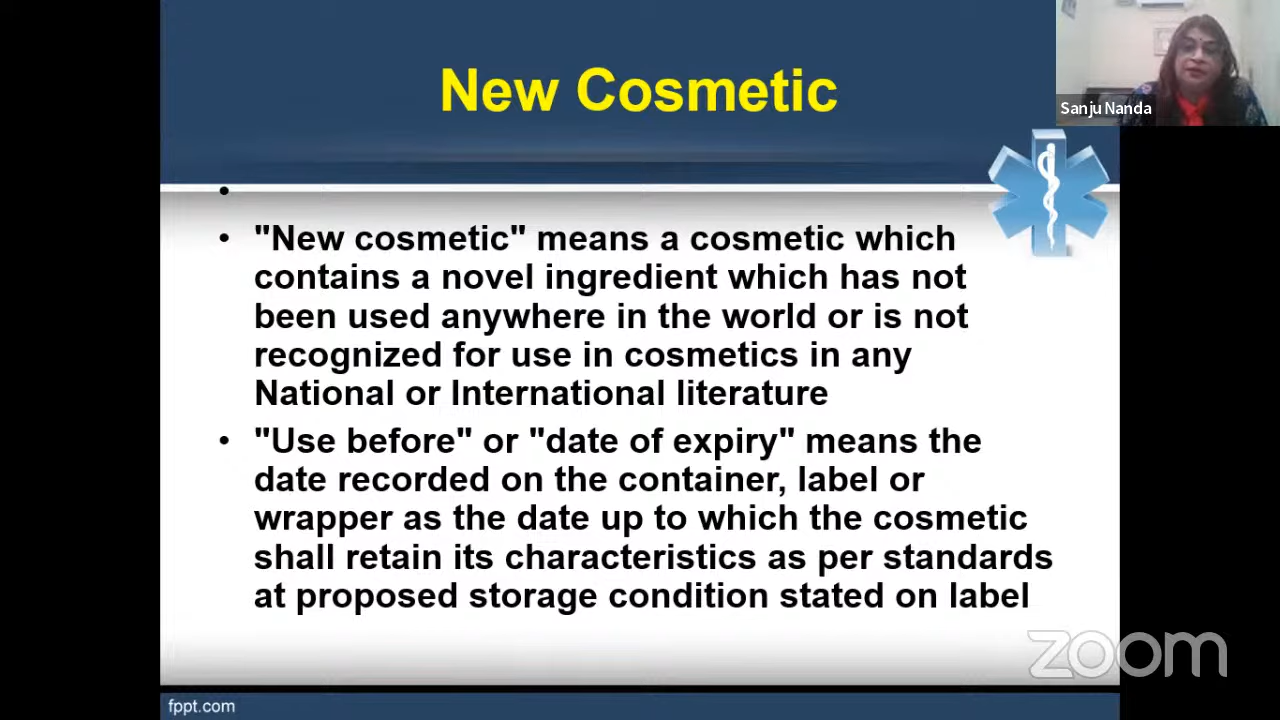 New Cosmetic
Sanju Nanda
•
• "New cosmetic" means a cosmetic which
contains a novel ingredient which has not
been used anywhere in the world or is not
recognized for use in cosmetics in any
National or International literature
• "Use before" or "date of expiry" means the
date recorded on the container, label or
wrapper as the date up to which the cosmetic
shall retain its characteristics as per standards
at proposed storage condition stated on label
zoom
fppt.com